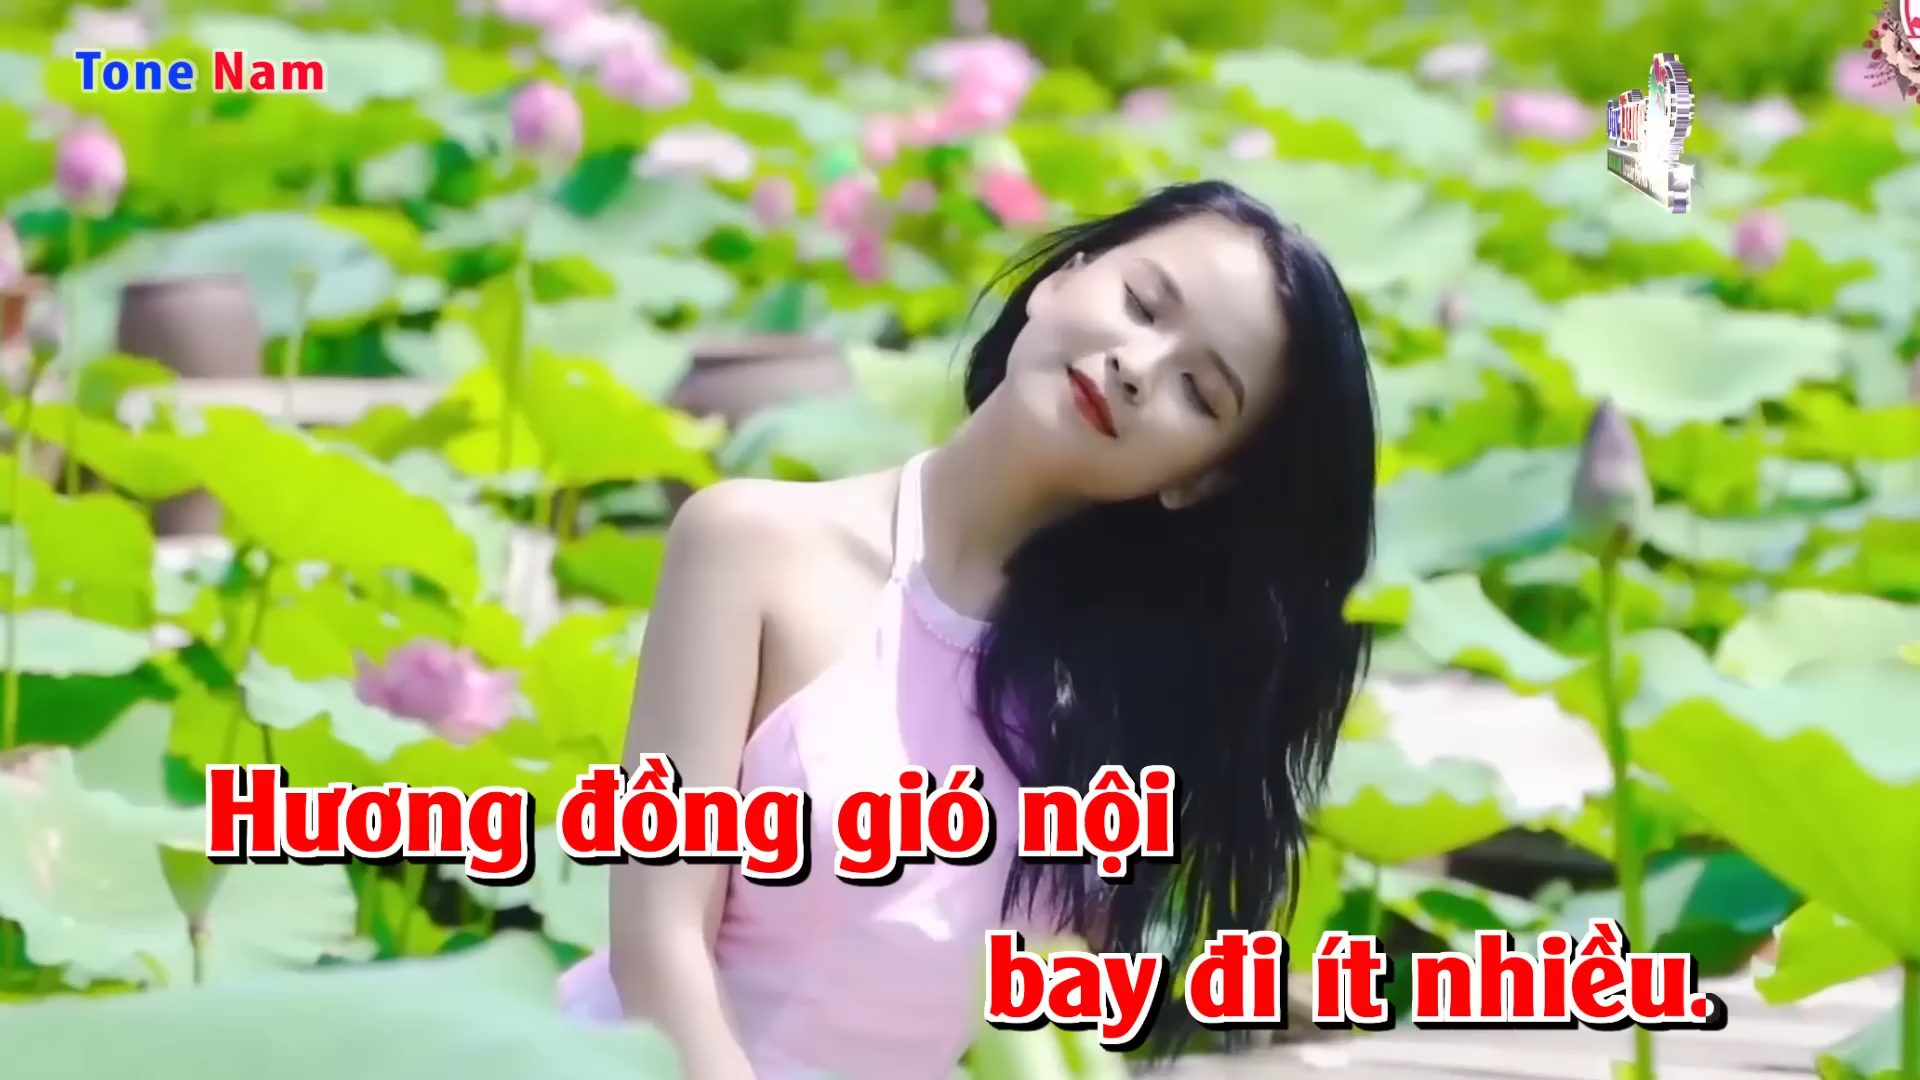 Tone Nam
Hương đồng gió nội
bay đi ít nhiều.